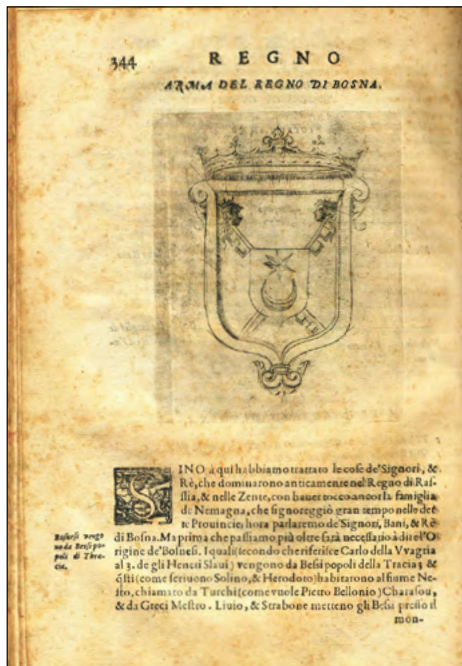 344
REGNO
ARMA DEL REGNO DI BOSNA.
SINO a qui habbiamo trattato le cose de'Signori, &
Rè, che dominarono anticamente nel Regno di Ras-
sia, & nelle Zente, con hauer tocco ancor la famiglia
di Nemagna, che signoreggiò gran tempo nelle det
te Prouincie; hora parlaremo de'Signori, Bani, & Rè
di Bosna. Ma prima che passiamo più oltre sarà necessario à dir l'O
rigine de'Bosnesi. I quali (secondo che riferisce Carlo della Vvagria
al 3. de gli Heneti Slaui) vengono da Bessi popoli della Tracia; &
q̃sti (come scriuono Solino, & Herodoto) habitarono al fiume Ne-
sto, chiamato da Turchi (come vuole Pietro Bellonio) Charasou,
& da Greci Mestro. Liuio, & Strabone metteno gli Bessi presso il
mon-
Bosnesi vengo
no da Bessi po
poli di Thra-
cia.